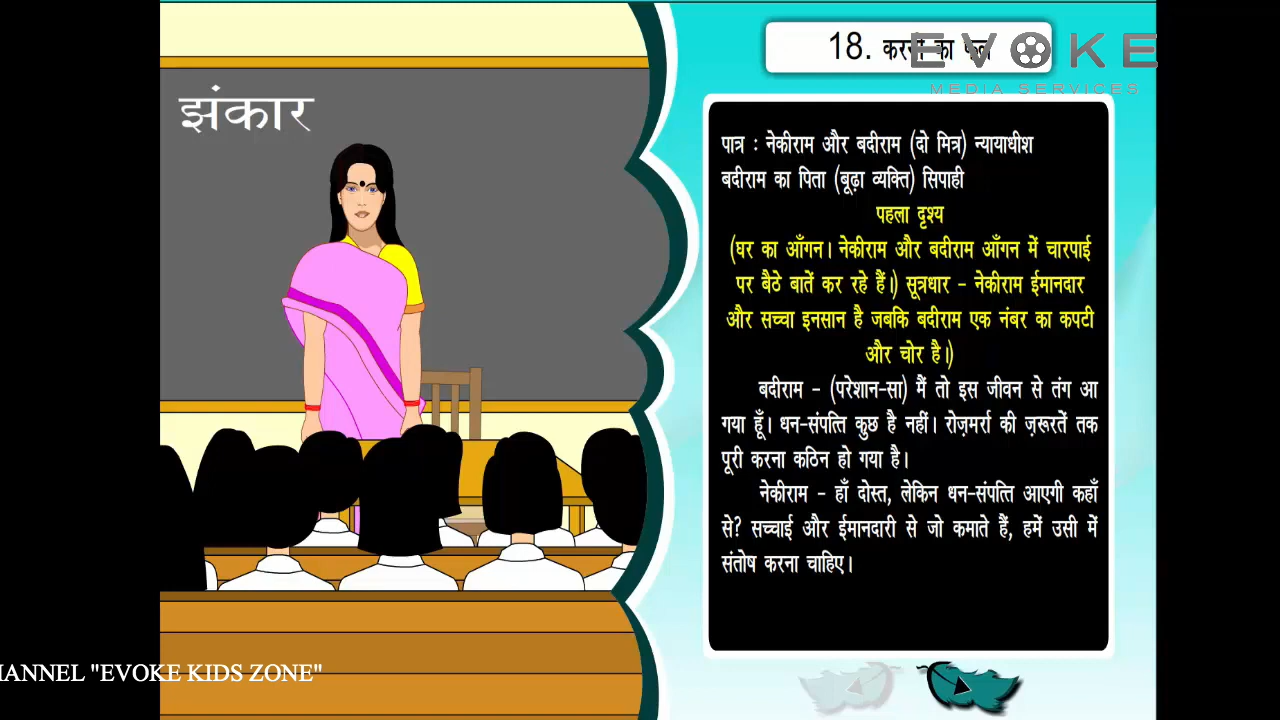 झंकार
18. करनी का फल
EVOKE
MEDIA SERVICES
पात्र : नेकीराम और बदीराम (दो मित्र) न्यायाधीश
बदीराम का पिता (बूढ़ा व्यक्ति) सिपाही
पहला दृश्य
(घर का आँगन। नेकीराम और बदीराम आँगन में चारपाई
पर बैठे बातें कर रहे हैं।) सूत्रधार – नेकीराम ईमानदार
और सच्चा इनसान है जबकि बदीराम एक नंबर का कपटी
और चोर है।)
बदीराम – (परेशान-सा) मैं तो इस जीवन से तंग आ
गया हूँ। धन-संपत्ति कुछ है नहीं। रोज़मर्रा की ज़रूरतें तक
पूरी करना कठिन हो गया है।
नेकीराम – हाँ दोस्त, लेकिन धन-संपत्ति आएगी कहाँ
से? सच्चाई और ईमानदारी से जो कमाते हैं, हमें उसी में
संतोष करना चाहिए।
HANNEL "EVOKE KIDS ZONE"